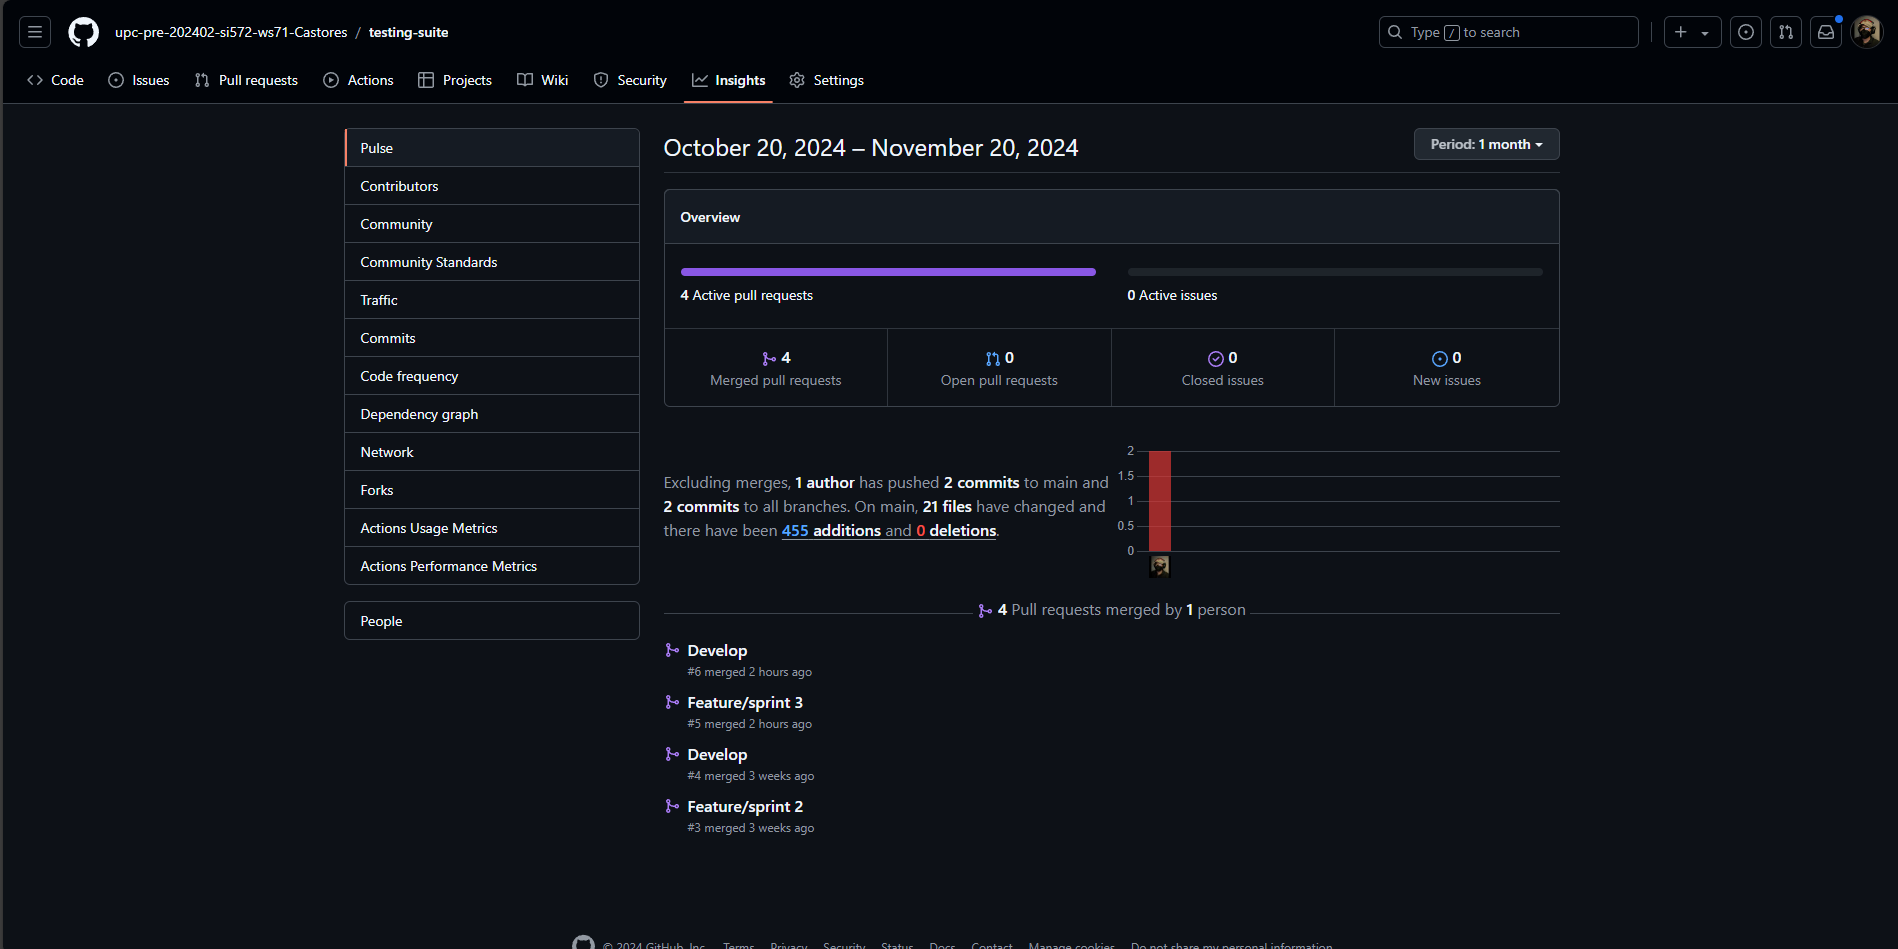 upc-pre-202402-si572-ws71-Castores / testing-suite
Type / to search
Code Issues Pull requests Actions Projects Wiki Security Insights Settings
Pulse
Contributors
Community
Community Standards
Traffic
Commits
Code frequency
Dependency graph
Network
Forks
Actions Usage Metrics
Actions Performance Metrics
People
October 20, 2024 – November 20, 2024
Period: 1 month
Overview
4 Active pull requests
0 Active issues
4
Merged pull requests
0
Open pull requests
0
Closed issues
0
New issues
Excluding merges, 1 author has pushed 2 commits to main and
2 commits to all branches. On main, 21 files have changed and
there have been 455 additions and 0 deletions.
2
1.5
1
0.5
0
4 Pull requests merged by 1 person
Develop
#6 merged 2 hours ago
Feature/sprint 3
#5 merged 2 hours ago
Develop
#4 merged 3 weeks ago
Feature/sprint 2
#3 merged 3 weeks ago
© 2024 GitHub, Inc. Terms Privacy Security Status Docs Contact Manage cookies Do not share my personal information